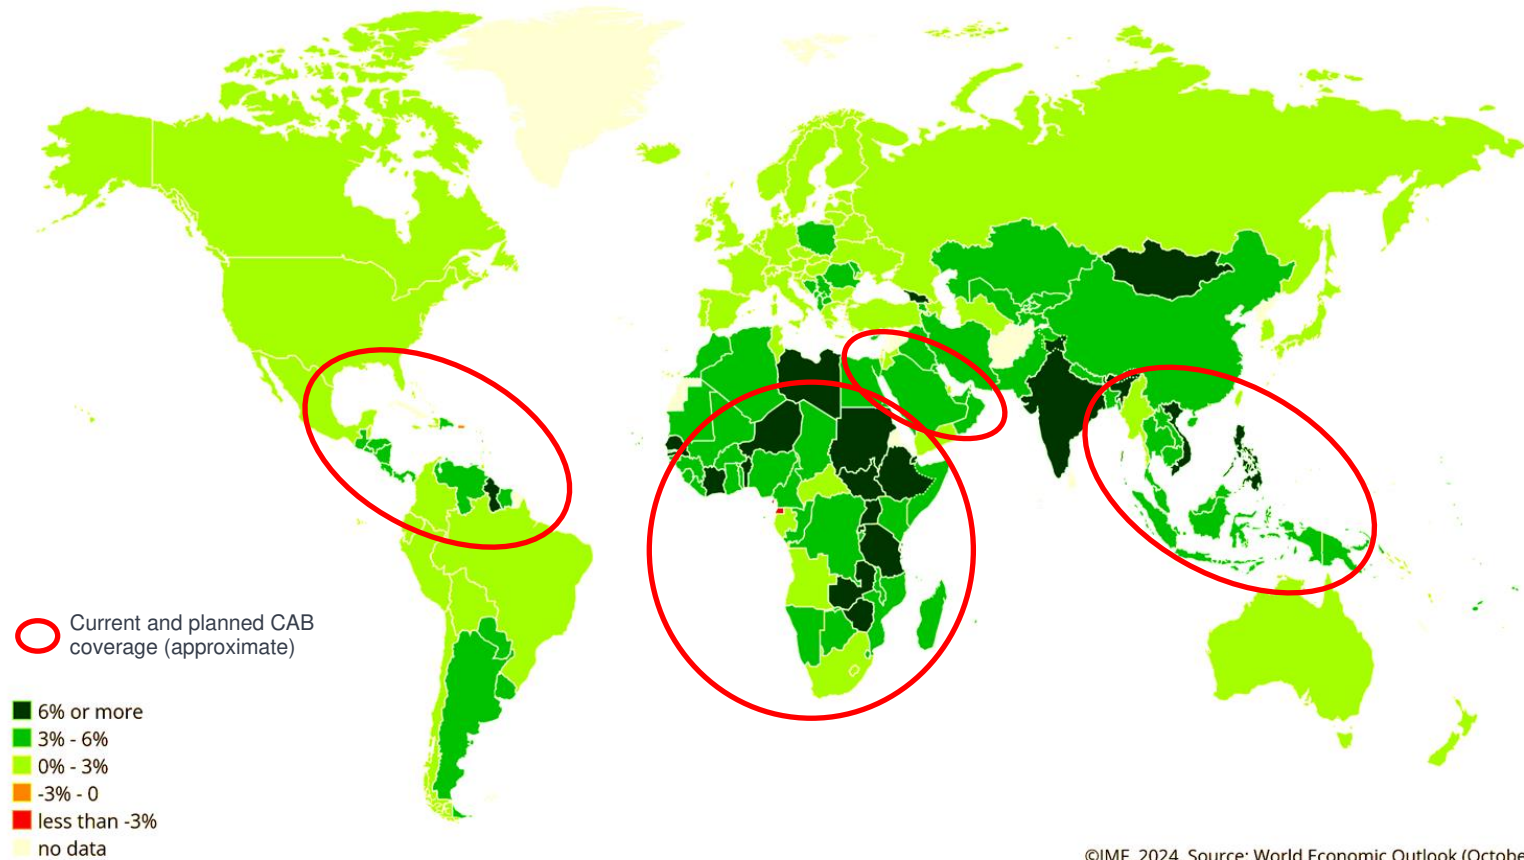 Current and planned CAB
coverage (approximate)
6% or more
3% - 6%
0% - 3%
-3% - 0
less than -3%
no data
©IMF, 2024, Source: World Economic Outlook (Octobe